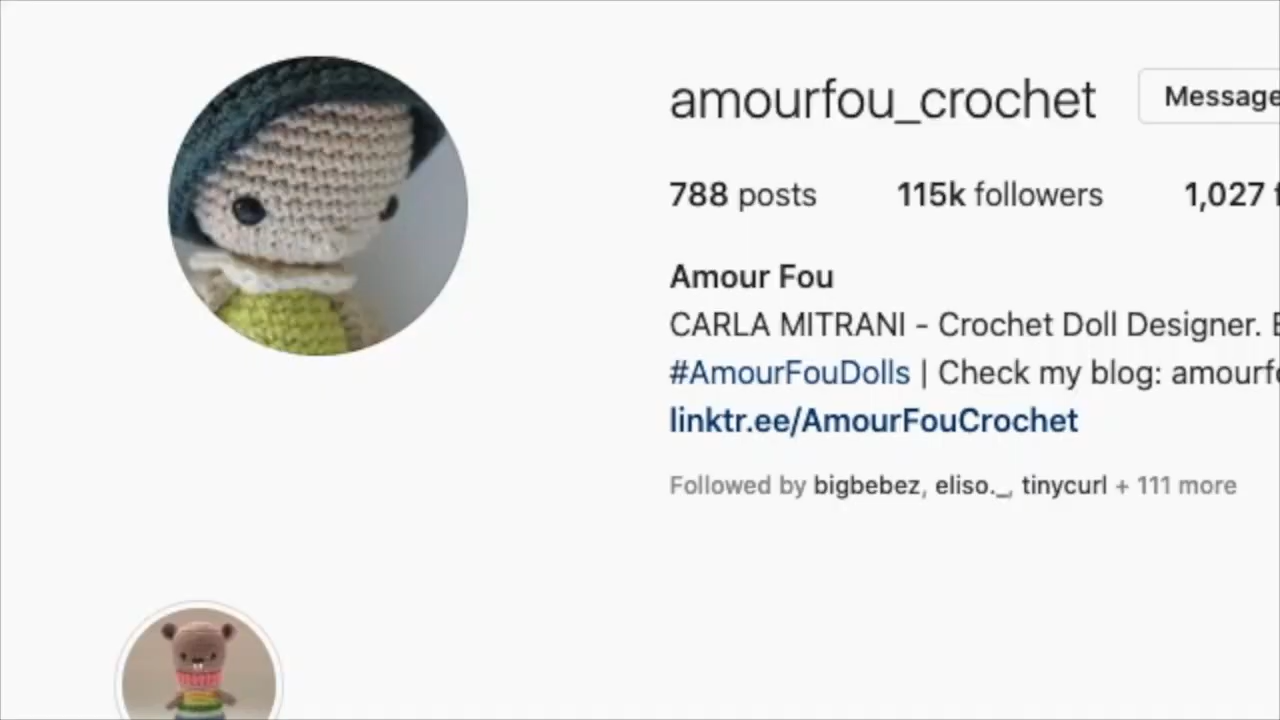 amourfou_crochet
Message
788 posts 115k followers 1,027
Amour Fou
CARLA MITRANI - Crochet Doll Designer.
#AmourFouDolls | Check my blog:
linktr.ee/AmourFouCrochet
Followed by bigbebez, eliso._, tinycurl + 111 more